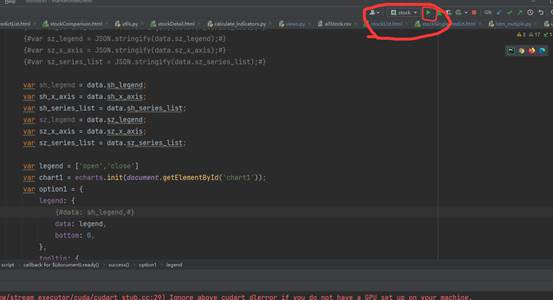 Help
stock
edictList.html stockComparison.html utils.py stockDetail.html calculate_indicators.py views.py allStock.csv stockList.html stockSinglePredict.html lstm_mutiple.py
{#var sz_legend = JSON.stringify(data.sz_legend);#}
{#var sz_x_axis = JSON.stringify(data.sz_x_axis);#}
{#var sz_series_list = JSON.stringify(data.sz_series_list);#}
var sh_legend = data.sh_legend;
var sh_x_axis = data.sh_x_axis;
var sh_series_list = data.sh_series_list;
var sz_legend = data.sz_legend;
var sz_x_axis = data.sz_x_axis;
var sz_series_list = data.sz_series_list;
var legend = ['open','close']
var chart1 = echarts.init(document.getElementById('chart1'));
var option1 = {
legend: {
{#data: sh_legend,#}
data: legend,
bottom: 0,
},
tooltip: {
script callback for $(document).ready() success() option1 legend
e/stream_executor/cuda/cudart_stub.cc:29] Ignore above cudart dlerror if you do not have a GPU set up on your machine.